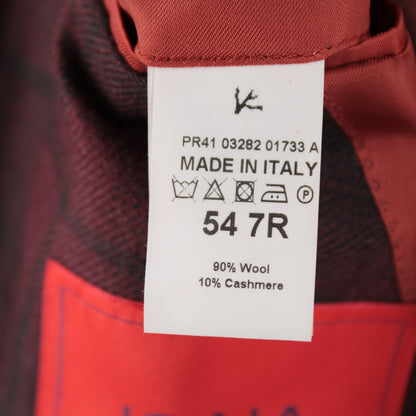 PR41 03282 01733 A
MADE IN ITALY
P
54 7R
90% Wool
10% Cashmere